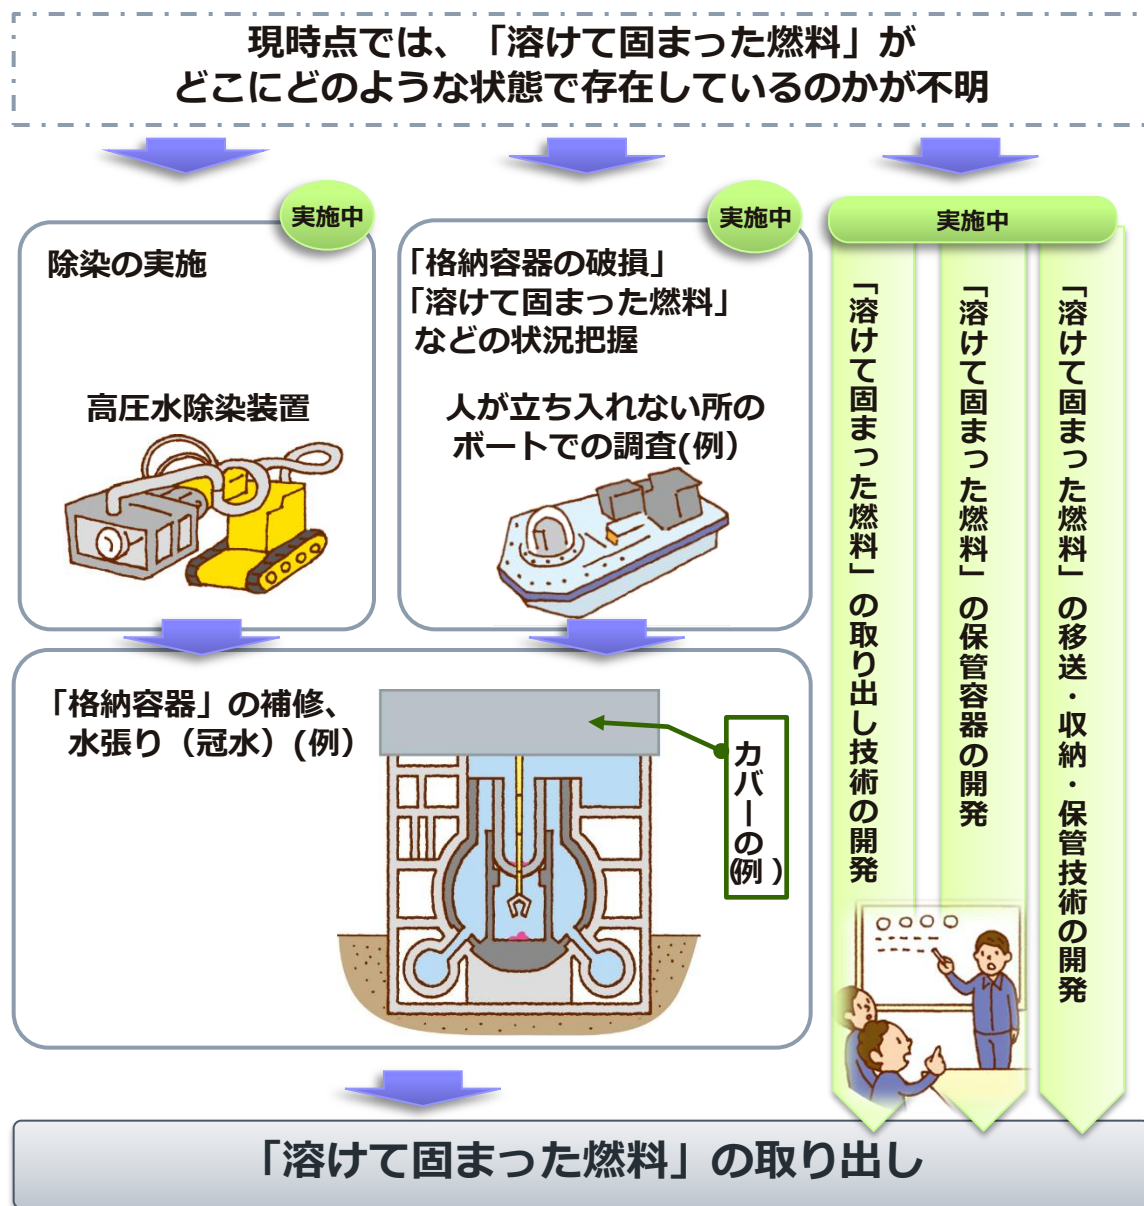 現時点では、「溶けて固まった燃料」が
どこにどのような状態で存在しているのかが不明
実施中
除染の実施
高圧水除染装置
実施中
「格納容器の破損」
「溶けて固まった燃料」
などの状況把握
人が立ち入れない所の
ボートでの調査(例)
実施中
「溶けて固まった燃料」の取り出し技術の開発
「溶けて固まった燃料」の保管容器の開発
「溶けて固まった燃料」の移送・収納・保管技術の開発
「格納容器」の補修、
水張り（冠水）(例)
カバーの
(例)
「溶けて固まった燃料」の取り出し